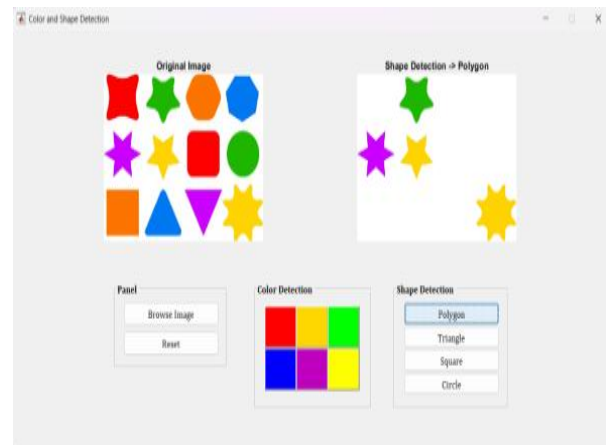 Color and Shape Detection
Original Image
Shape Detection -> Polygon
Panel
Browse Image
Reset
Color Detection
Shape Detection
Polygon
Triangle
Square
Circle